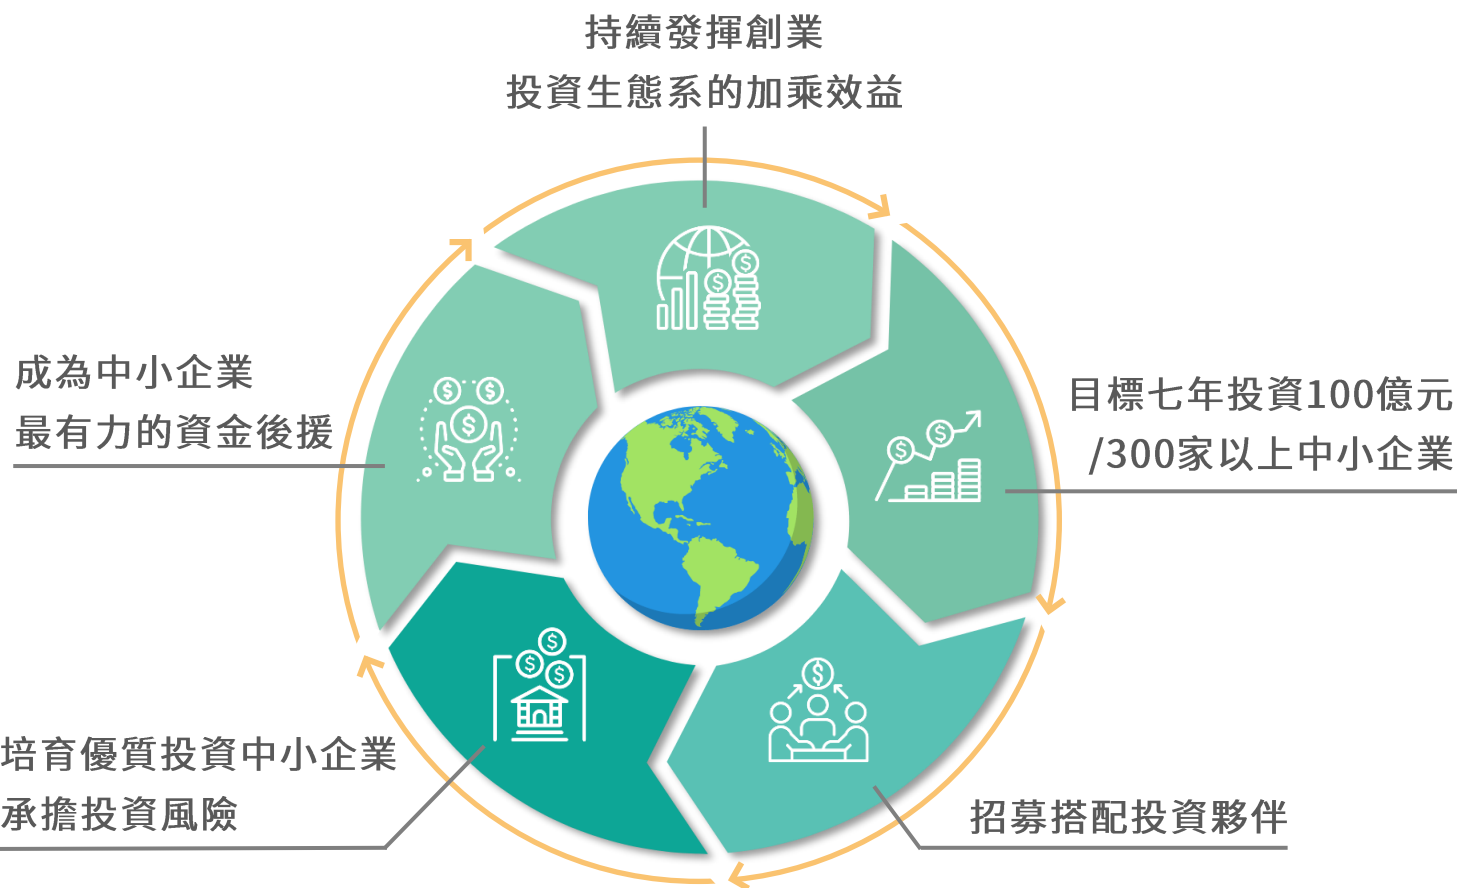 持續發揮創業
投資生態系的加乘效益
目標七年投資100億元
/300家以上中小企業
招募搭配投資夥伴
培育優質投資中小企業
承擔投資風險
成為中小企業
最有力的資金後援